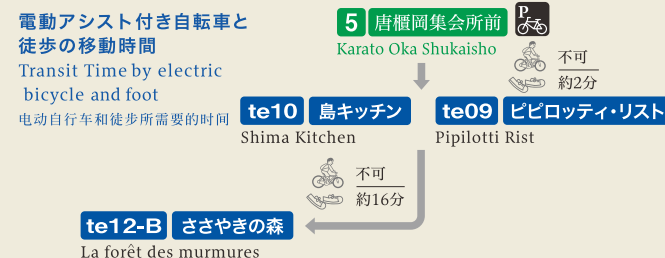 電動アシスト付き自転車と
徒歩の移動時間
Transit Time by electric
bicycle and foot
电动自行车和徒步所需要的时间
5 唐櫃岡集会所前 P
Karato Oka Shukaisho
不可
約2分
te10 島キッチン
Shima Kitchen
te09 ピピロッティ・リスト
Pipilotti Rist
不可
約16分
te12-B ささやきの森
La forêt des murmures